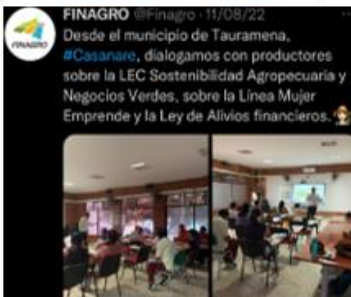 FINAGRO @Finagro · 11/08/22
Desde el municipio de Tauramena,
#Casanare, dialogamos con productores
sobre la LEC Sostenibilidad Agropecuaria y
Negocios Verdes, sobre la Línea Mujer
Emprende y la Ley de Alivios financieros.
FINAGRO